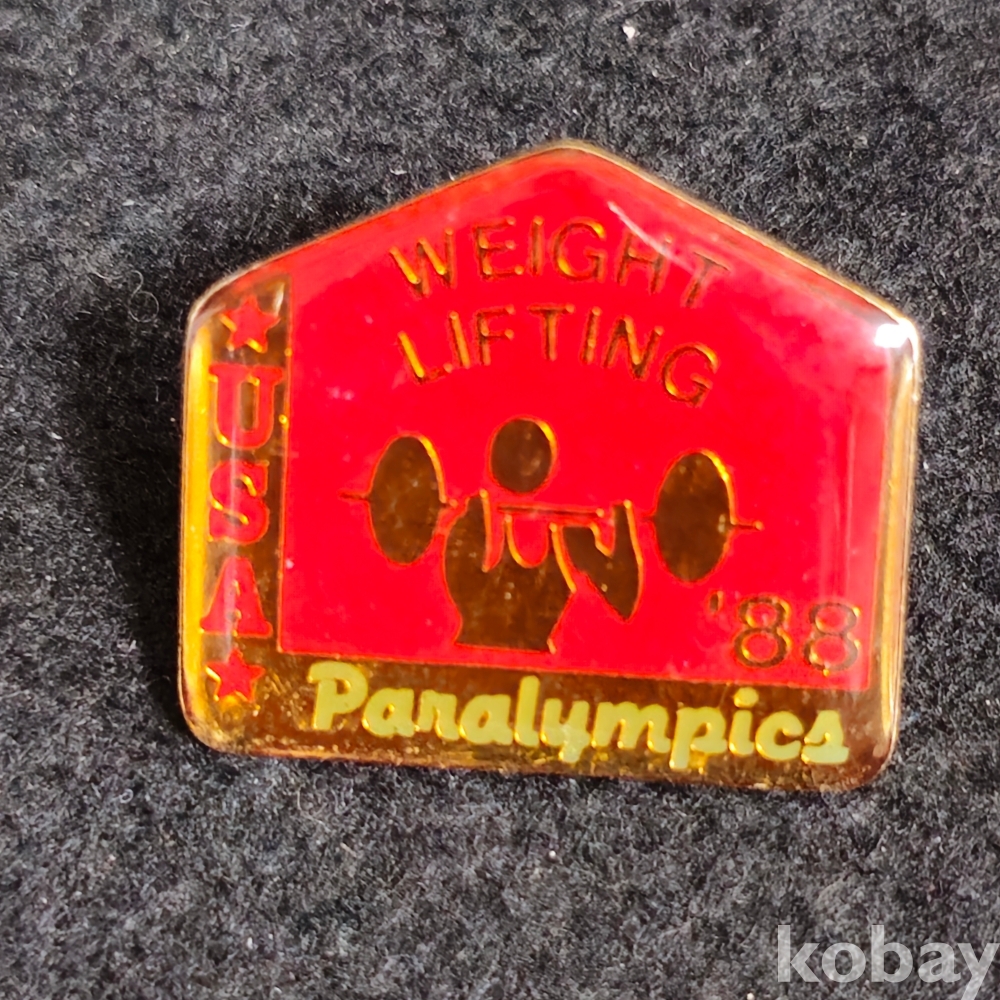 WEIGHT
LIFTING
USA
'88
Paralympics
kobay